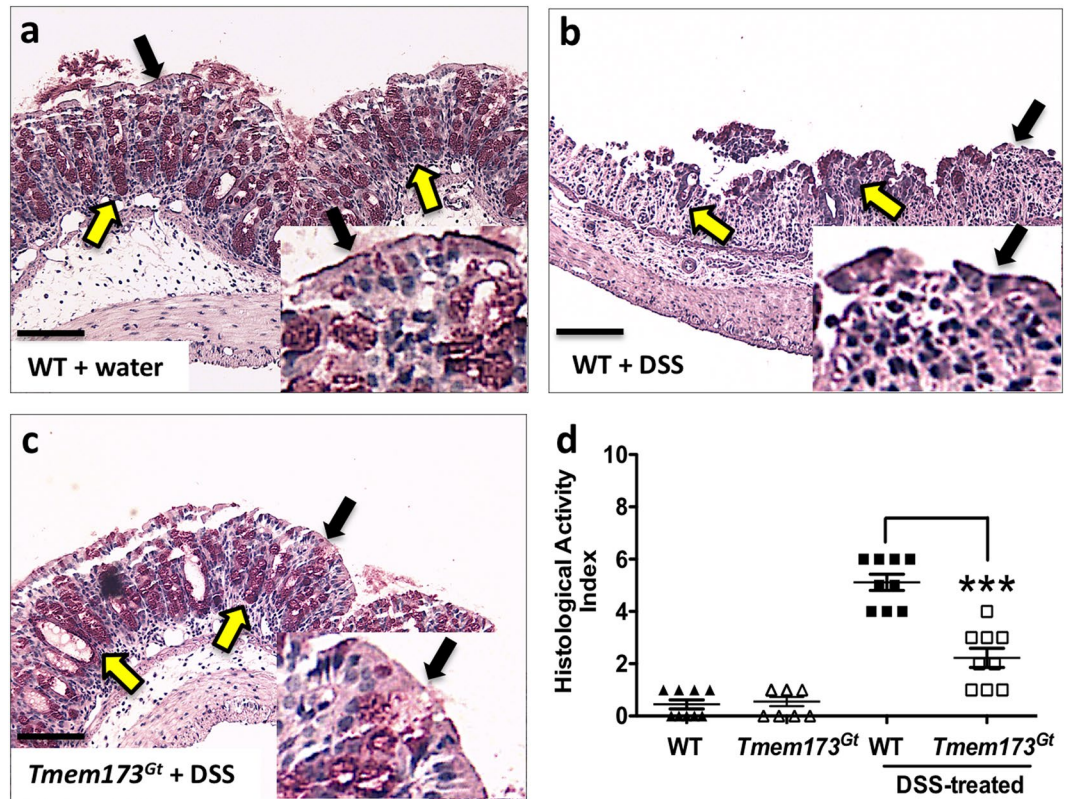 a
WT + water
b
WT + DSS
c
Tmem173Gt + DSS
d
Histological Activity
Index
10
8
6
4
2
0
***
WT
Tmem173Gt
WT
Tmem173Gt
DSS-treated